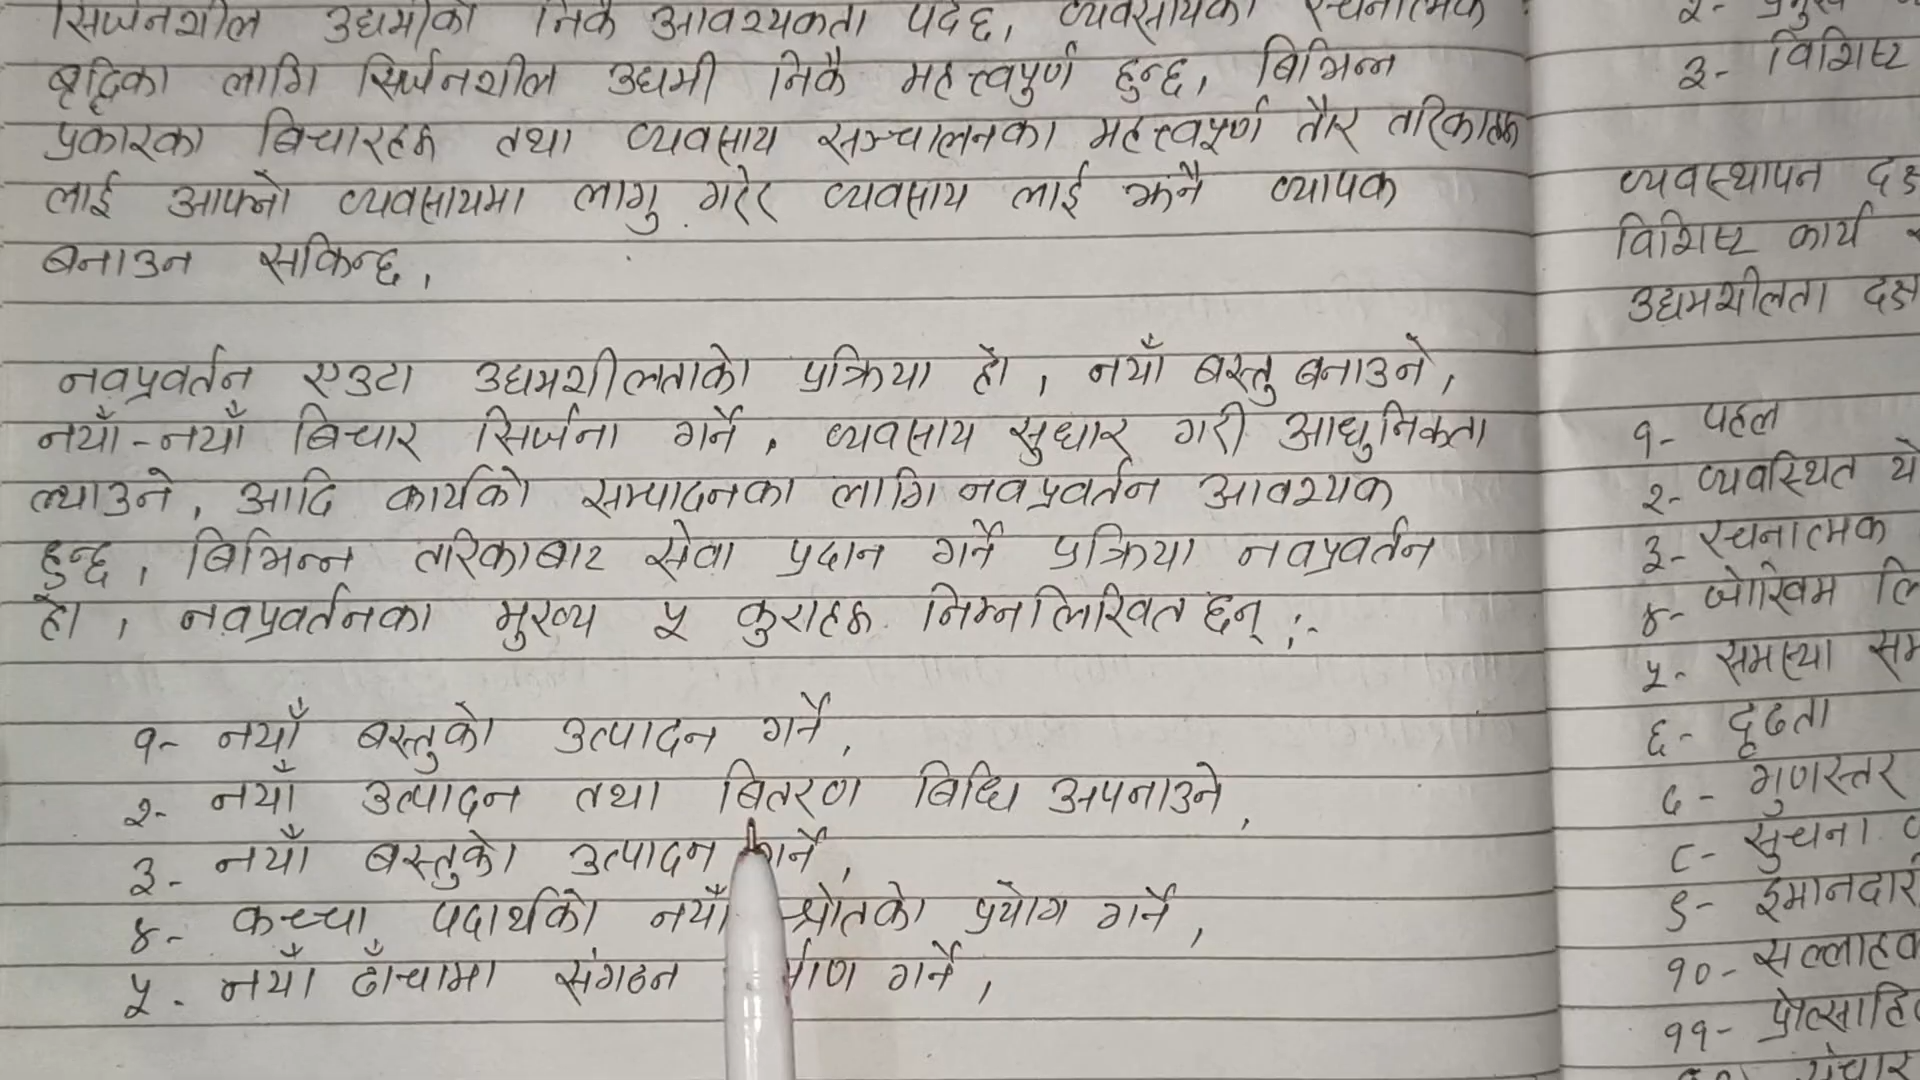 सिर्जनशील उद्यमीको निकै आवश्यकता पर्दछ, व्यवसायको रचनात्मक
बृद्धिका लागि सिर्जनशील उद्यमी निकै महत्त्वपुर्ण हुन्छ, बिभिन्न
प्रकारका बिचारहरू तथा व्यवसाय सञ्चालनका महत्त्वपूर्ण तौर तरिकाहरू
लाई आफ्नो व्यवसायमा लागु गरेर व्यवसाय लाई झनै व्यापक
बनाउन सकिन्छ,
नवप्रवर्तन एउटा उद्यमशीलताको प्रक्रिया हो, नयाँ बस्तु बनाउने,
नयाँ-नयाँ बिचार सिर्जना गर्ने, व्यवसाय सुधार गरी आधुनिकता
ल्याउने, आदि कार्यको सम्पादनका लागि नवप्रवर्तन आवश्यक
हुन्छ, बिभिन्न तरिकाबाट सेवा प्रदान गर्ने प्रक्रिया नवप्रवर्तन
हो, नवप्रवर्तनका मुख्य ५ कुराहरू निम्नलिखित छन् :-
१- नयाँ बस्तुको उत्पादन गर्ने,
२- नयाँ उत्पादन तथा बितरण बिधि अपनाउने,
३- नयाँ बस्तुको उत्पादन गर्ने,
४- कच्चा पदार्थको नयाँ श्रोतको प्रयोग गर्ने,
५- नयाँ ढाँचामा संगठन गर्ने,
२- प्रमुख
३- विशिष्ट
व्यवस्थापन
विशिष्ट कार्य
उद्यमशीलता
१- पहल
२- व्यवस्थित
३- रचनात्मक
४- जोखिम
५- समस्या
६- दृढता
७- गुणस्तर
८- सुचना
९-
१०-
११-